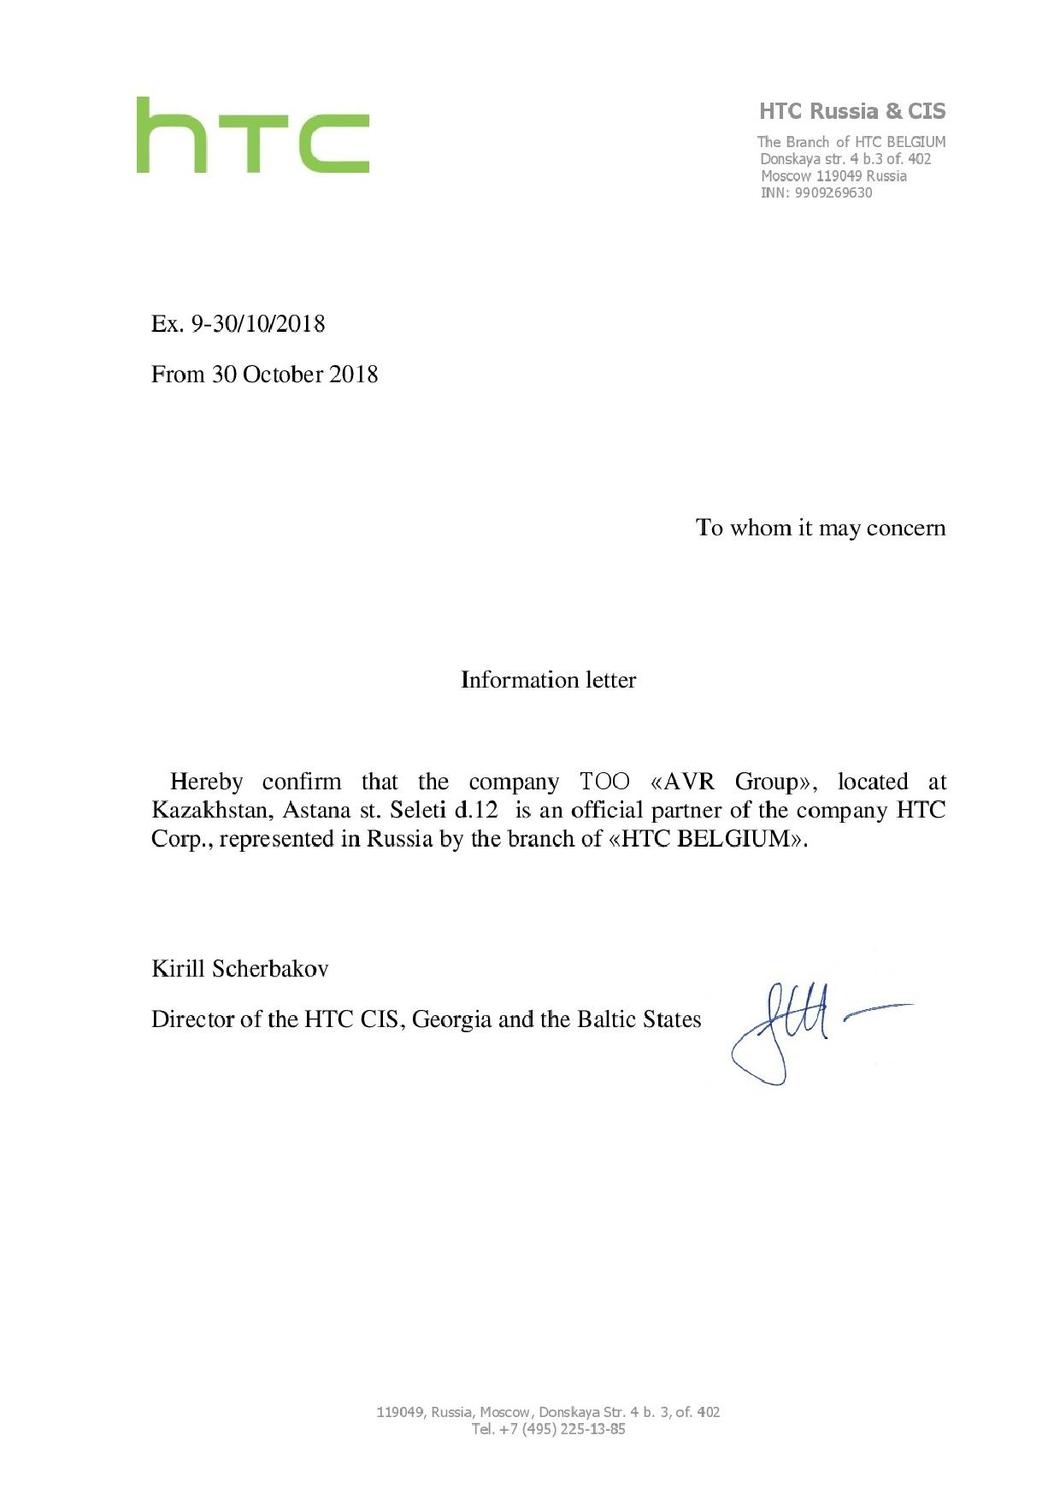 hTC
HTC Russia & CIS
The Branch of HTC BELGIUM
Donskaya str. 4 b.3 of. 402
Moscow 119049 Russia
INN: 9909269630
Ex. 9-30/10/2018
From 30 October 2018
To whom it may concern
Information letter
Hereby confirm that the company TOO «AVR Group», located at
Kazakhstan, Astana st. Seleti d.12 is an official partner of the company HTC
Corp., represented in Russia by the branch of «HTC BELGIUM».
Kirill Scherbakov
Director of the HTC CIS, Georgia and the Baltic States
119049, Russia, Moscow, Donskaya Str. 4 b. 3, of. 402
Tel. +7 (495) 225-13-85